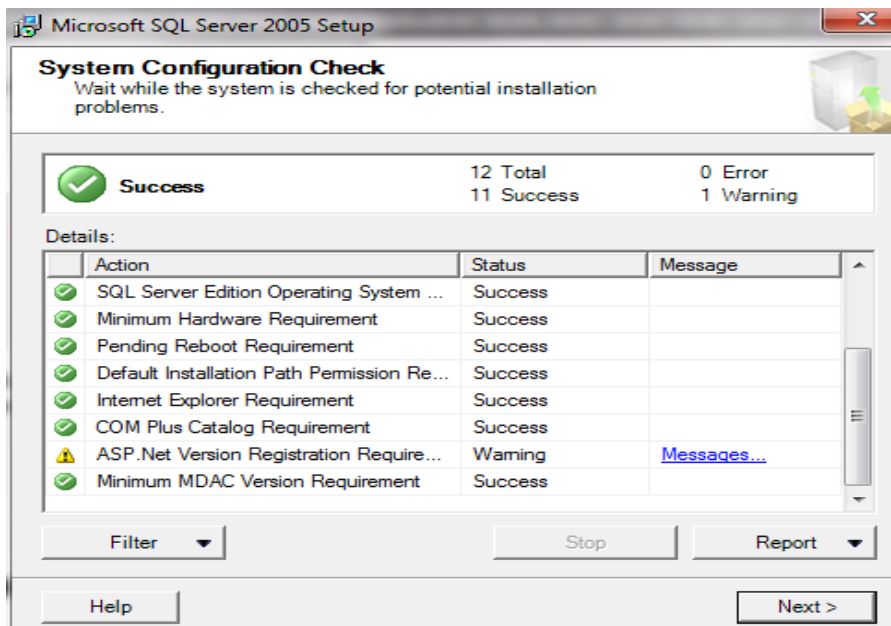 Microsoft SQL Server 2005 Setup
System Configuration Check
Wait while the system is checked for potential installation
problems.
Success
12 Total 0 Error
11 Success 1 Warning
Details:
Action Status Message
SQL Server Edition Operating System ... Success
Minimum Hardware Requirement Success
Pending Reboot Requirement Success
Default Installation Path Permission Re... Success
Internet Explorer Requirement Success
COM Plus Catalog Requirement Success
ASP.Net Version Registration Require... Warning Messages...
Minimum MDAC Version Requirement Success
Filter Stop Report
Help Next >